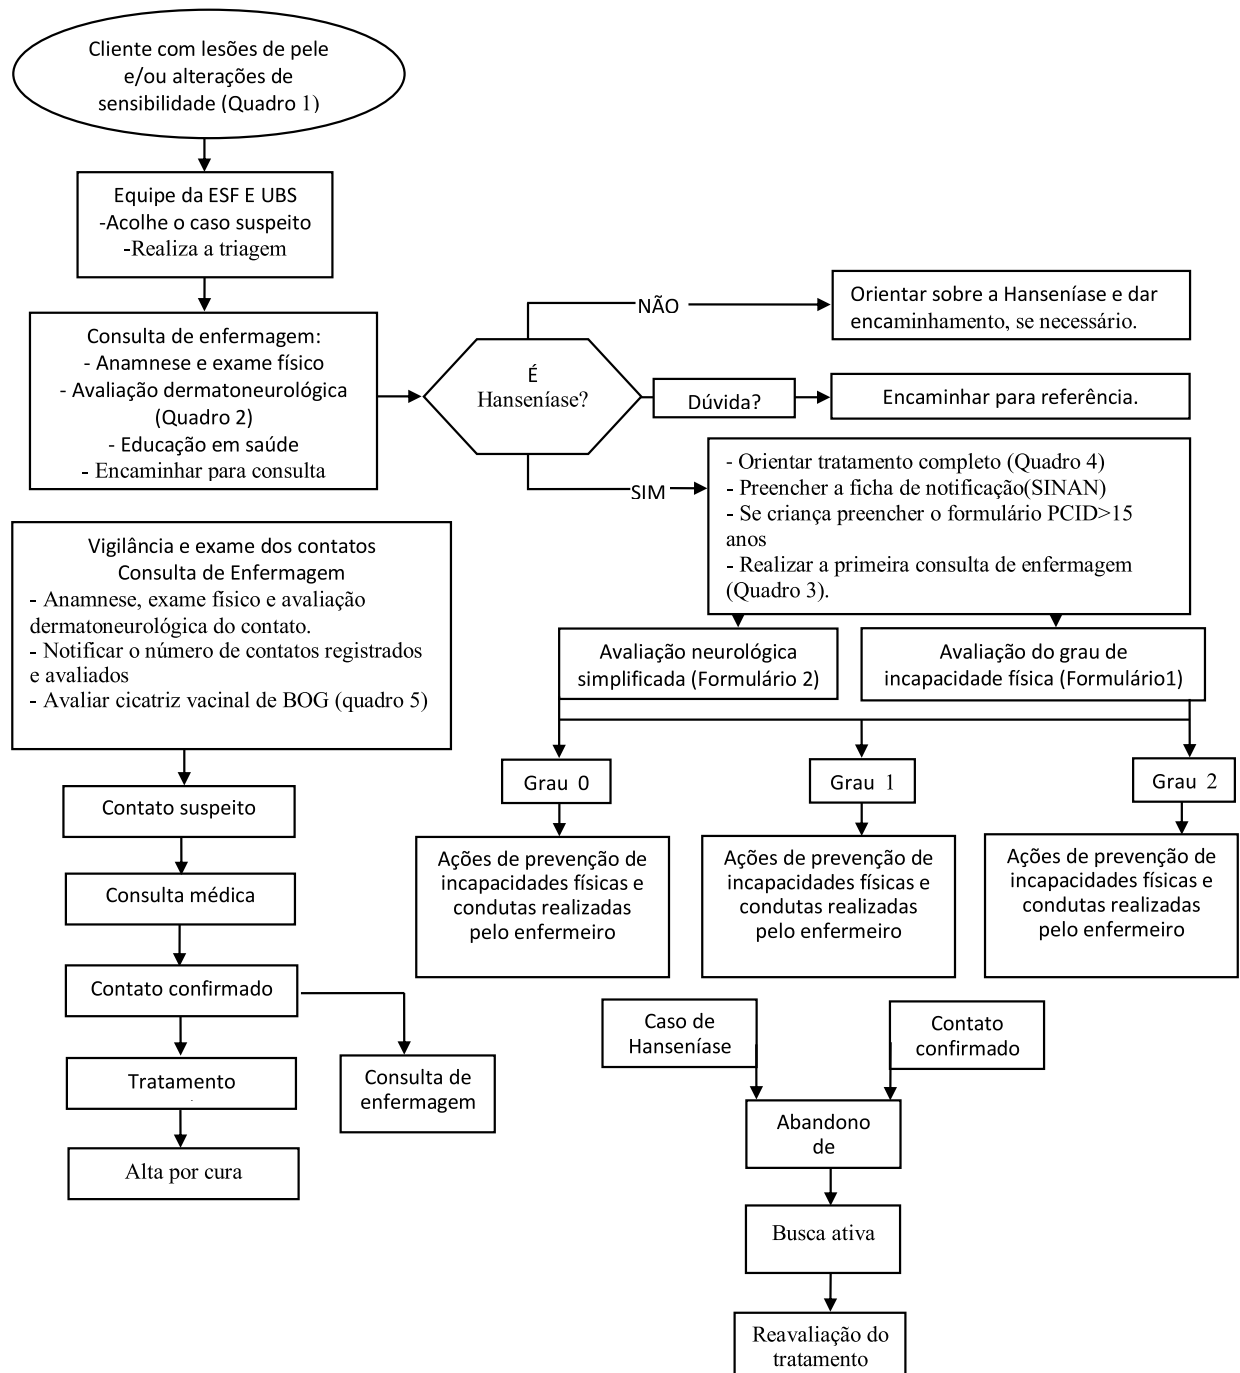 Cliente com lesões de pele
e/ou alterações de
sensibilidade (Quadro 1)
Equipe da ESF E UBS
-Acolhe o caso suspeito
-Realiza a triagem
Consulta de enfermagem:
- Anamnese e exame físico
- Avaliação dermatoneurológica
(Quadro 2)
- Educação em saúde
- Encaminhar para consulta
É
Hanseníase?
NÃO
Orientar sobre a Hanseníase e dar
encaminhamento, se necessário.
Dúvida?
Encaminhar para referência.
SIM
- Orientar tratamento completo (Quadro 4)
- Preencher a ficha de notificação(SINAN)
- Se criança preencher o formulário PCID>15
anos
- Realizar a primeira consulta de enfermagem
(Quadro 3).
Avaliação neurológica
simplificada (Formulário 2)
Avaliação do grau de
incapacidade física (Formulário1)
Grau 0
Grau 1
Grau 2
Ações de prevenção de
incapacidades físicas e
condutas realizadas
pelo enfermeiro
Ações de prevenção de
incapacidades físicas e
condutas realizadas
pelo enfermeiro
Ações de prevenção de
incapacidades físicas e
condutas realizadas
pelo enfermeiro
Vigilância e exame dos contatos
Consulta de Enfermagem
- Anamnese, exame físico e avaliação
dermatoneurológica do contato.
- Notificar o número de contatos registrados
e avaliados
- Avaliar cicatriz vacinal de BOG (quadro 5)
Contato suspeito
Consulta médica
Contato confirmado
Tratamento
Alta por cura
Consulta de
enfermagem
Caso de
Hanseníase
Contato
confirmado
Abandono
de
Busca ativa
Reavaliação do
tratamento